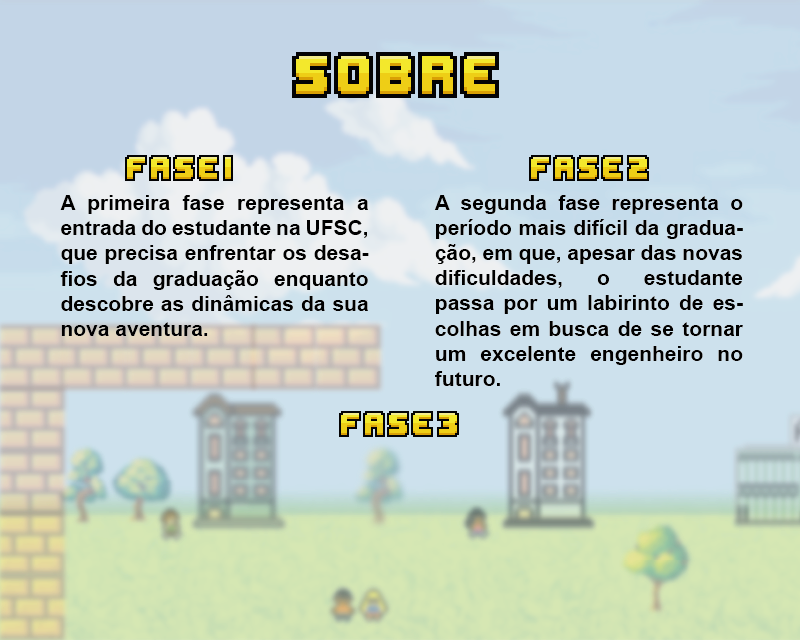 SOBRE
FASE1
A primeira fase representa a
entrada do estudante na UFSC,
que precisa enfrentar os desa-
fios da graduação enquanto
descobre as dinâmicas da sua
nova aventura.
FASE2
A segunda fase representa o
período mais difícil da gradua-
ção, em que, apesar das novas
dificuldades, o estudante
passa por um labirinto de es-
colhas em busca de se tornar
um excelente engenheiro no
futuro.
FASE3